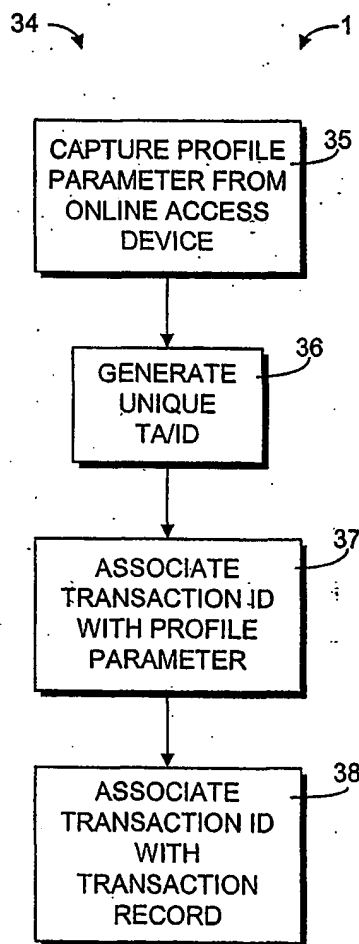 34
1
CAPTURE PROFILE
PARAMETER FROM
ONLINE ACCESS
DEVICE
35
GENERATE
UNIQUE
TA/ID
36
ASSOCIATE
TRANSACTION ID
WITH PROFILE
PARAMETER
37
ASSOCIATE
TRANSACTION ID
WITH
TRANSACTION
RECORD
38